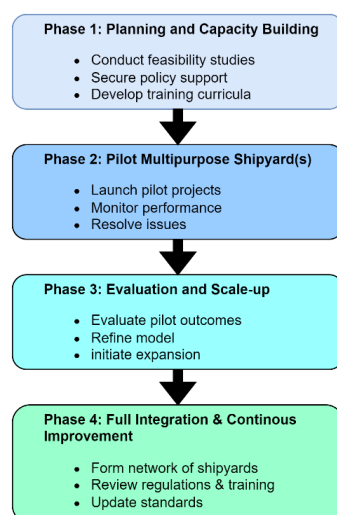 Phase 1: Planning and Capacity Building
• Conduct feasibility studies
• Secure policy support
• Develop training curricula
Phase 2: Pilot Multipurpose Shipyard(s)
• Launch pilot projects
• Monitor performance
• Resolve issues
Phase 3: Evaluation and Scale-up
• Evaluate pilot outcomes
• Refine model
• initiate expansion
Phase 4: Full Integration & Continous
Improvement
• Form network of shipyards
• Review regulations & training
• Update standards